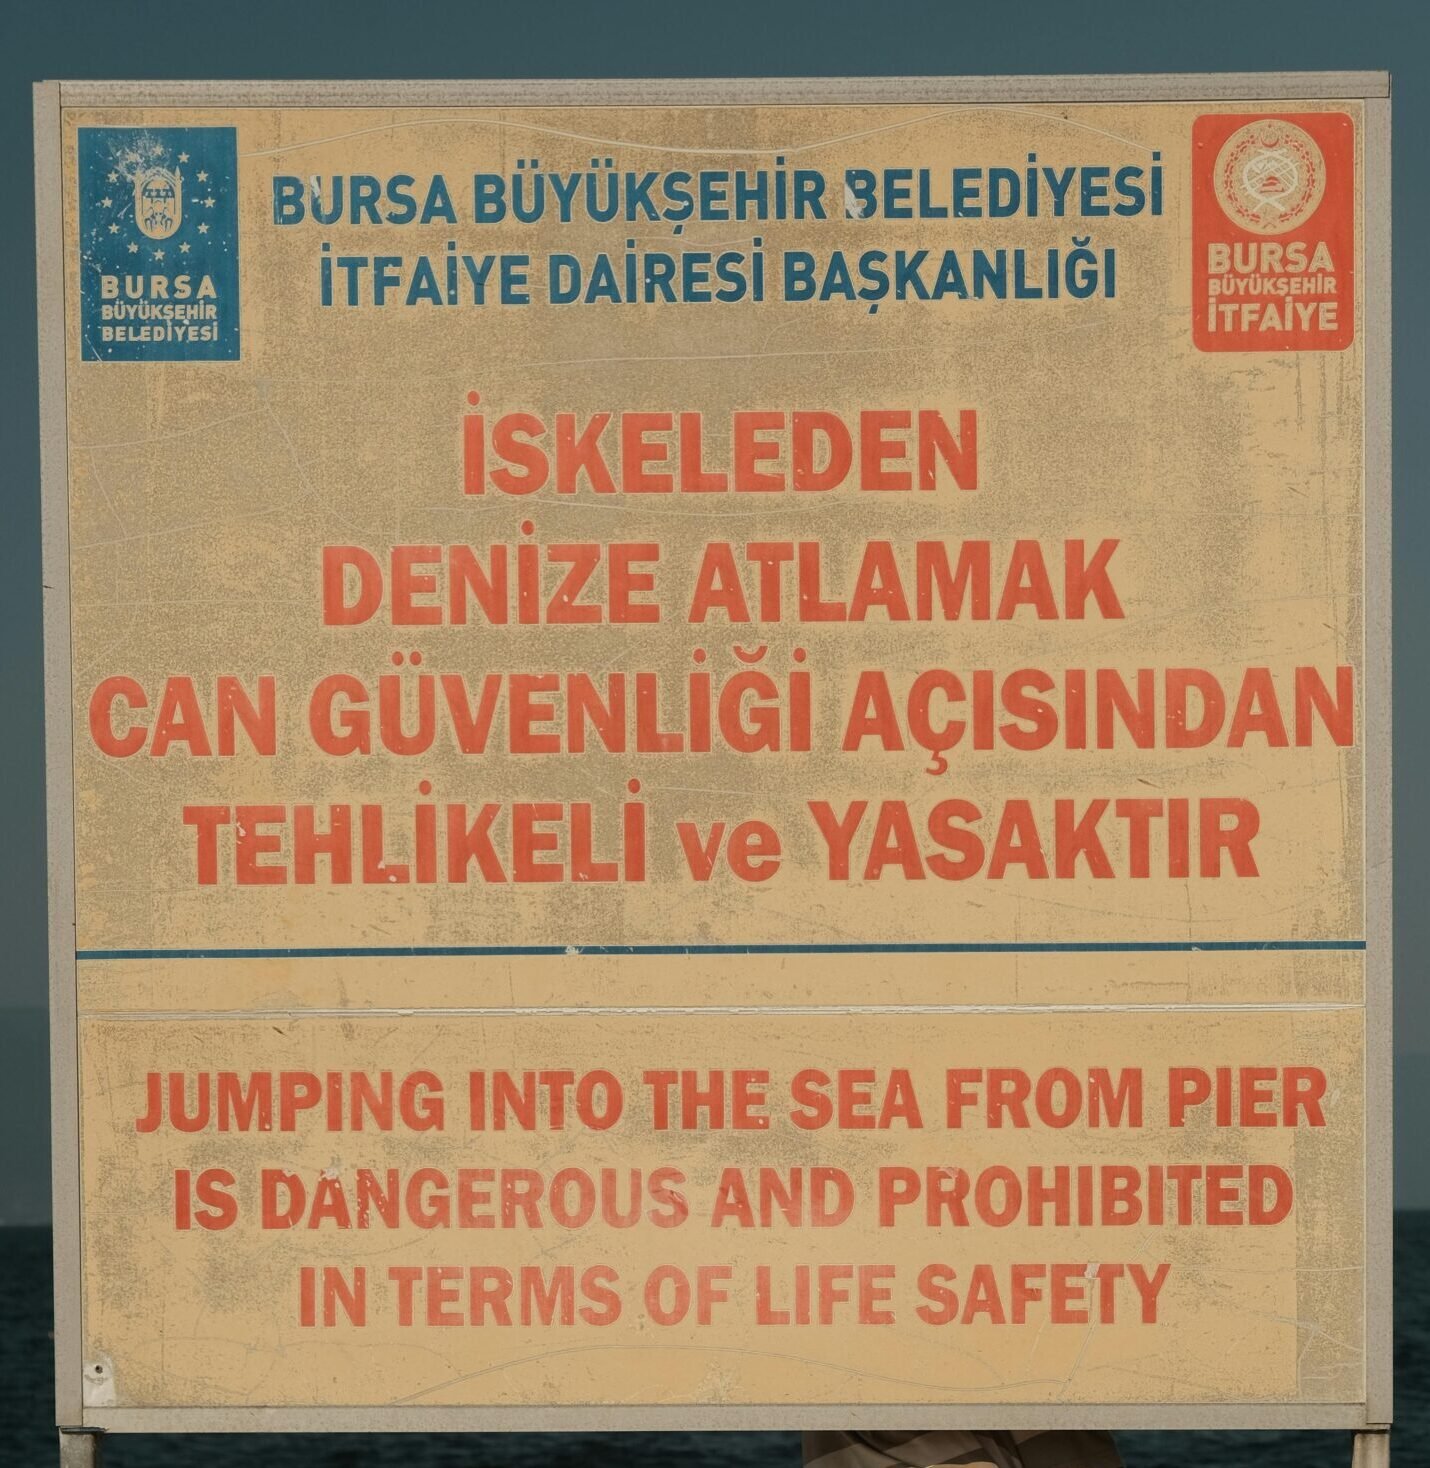 BURSA
BÜYÜKŞEHİR
BELEDİYESİ
BURSA BÜYÜKŞEHİR BELEDİYESİ
İTFAİYE DAİRESİ BAŞKANLIĞI
BURSA
BÜYÜKŞEHİR
İTFAİYE
İSKELEDEN
DENİZE ATLAMAK
CAN GÜVENLİĞİ AÇISINDAN
TEHLİKELİ ve YASAKTIR
JUMPING INTO THE SEA FROM PIER
IS DANGEROUS AND PROHIBITED
IN TERMS OF LIFE SAFETY